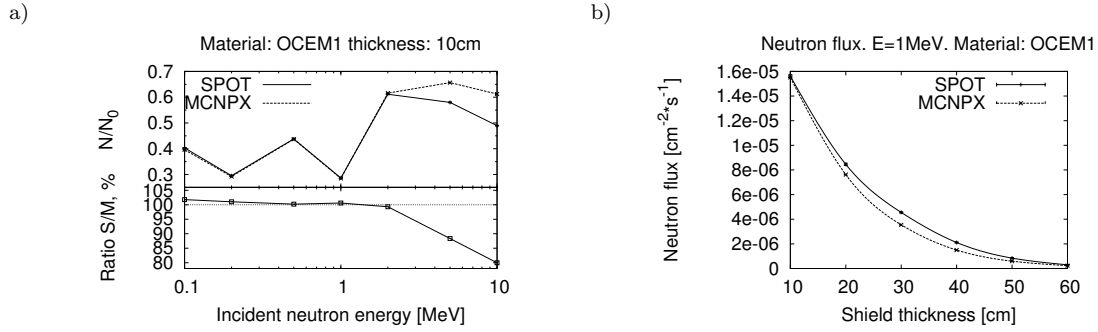 a)
Material: OCEM1 thickness: 10cm
SPOT
MCNPX
N/N0
0.7
0.6
0.5
0.4
0.3
Ratio S/M, %
105
100
95
90
85
80
0.1 1 10
Incident neutron energy [MeV]
b)
Neutron flux. E=1MeV. Material: OCEM1
SPOT
MCNPX
Neutron flux [cm-2*s-1]
1.6e-05
1.4e-05
1.2e-05
1e-05
8e-06
6e-06
4e-06
2e-06
0
10 20 30 40 50 60
Shield thickness [cm]